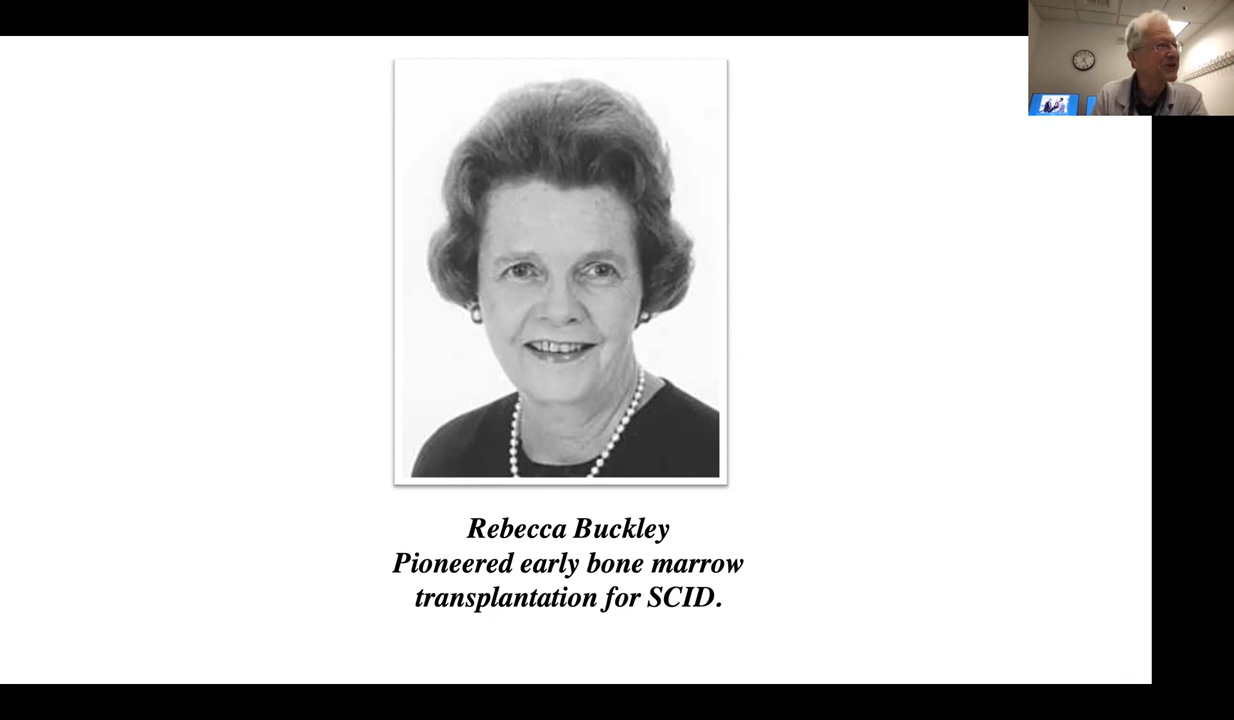 Rebecca Buckley
Pioneered early bone marrow
transplantation for SCID.